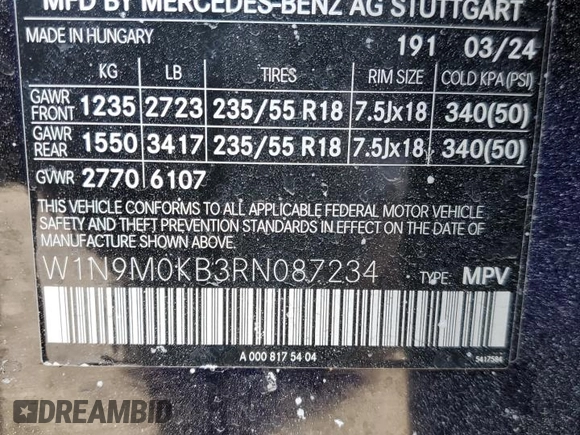 MFD BY MERCEDES-BENZ AG STUTTGART
MADE IN HUNGARY 191 03/24
KG LB TIRES RIM SIZE COLD KPA(PSI)
GAWR FRONT 1235 2723 235/55 R18 7.5Jx18 340(50)
GAWR REAR 1550 3417 235/55 R18 7.5Jx18 340(50)
GVWR 2770 6107
THIS VEHICLE CONFORMS TO ALL APPLICABLE FEDERAL MOTOR VEHICLE
SAFETY AND THEFT PREVENTION STANDARDS IN EFFECT ON THE DATE OF
MANUFACTURE SHOWN ABOVE.
W1N9M0KB3RN087234 TYPE: MPV
A 000 817 54 04 5417584
DREAMBID